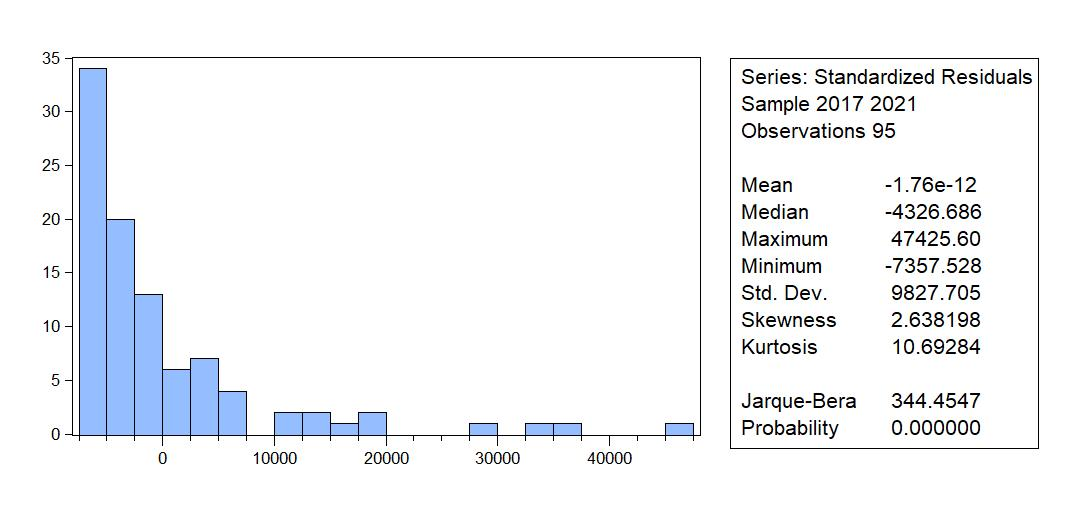 35
30
25
20
15
10
5
0
0 10000 20000 30000 40000
Series: Standardized Residuals
Sample 2017 2021
Observations 95
Mean -1.76e-12
Median -4326.686
Maximum 47425.60
Minimum -7357.528
Std. Dev. 9827.705
Skewness 2.638198
Kurtosis 10.69284
Jarque-Bera 344.4547
Probability 0.000000